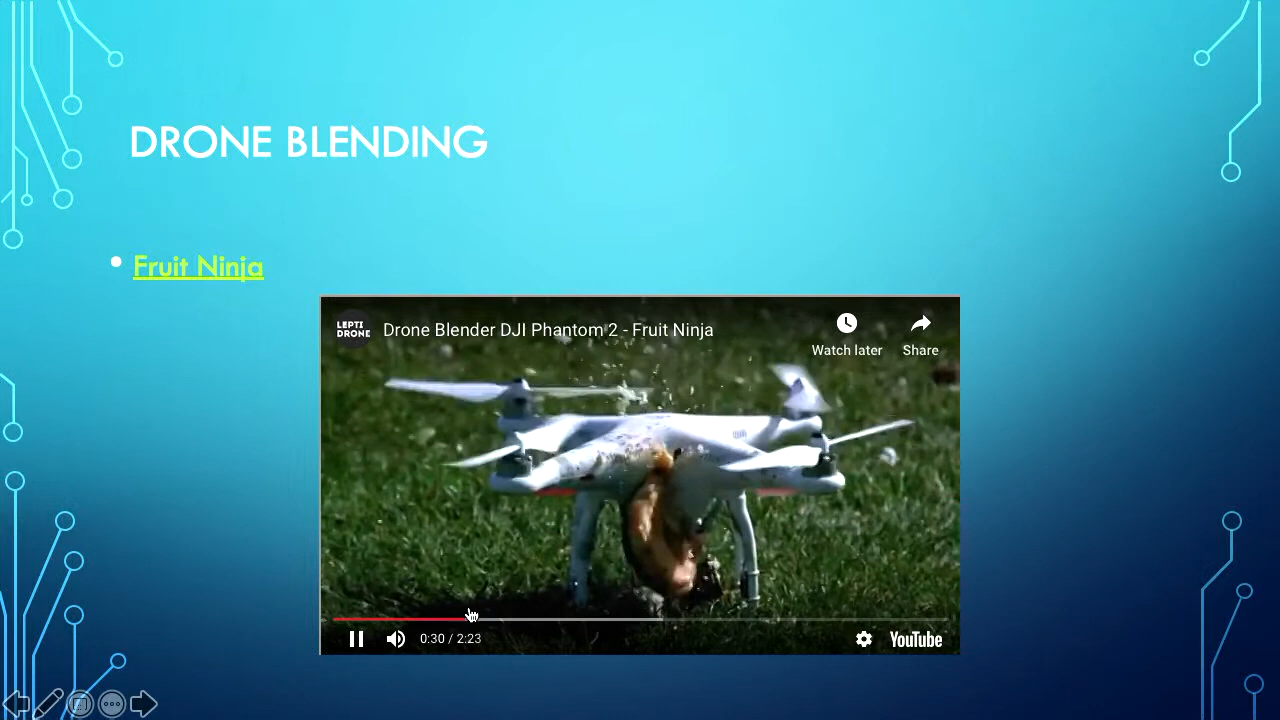 DRONE BLENDING
Fruit Ninja
LEPTI
DRONE
Drone Blender DJI Phantom 2 - Fruit Ninja
Watch later
Share
0:30 / 2:23
YouTube